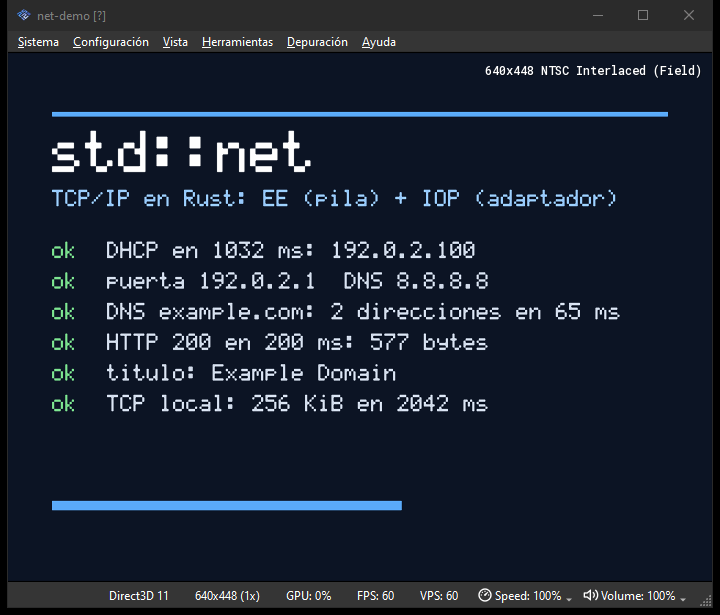 net-demo [?]
Sistema Configuración Vista Herramientas Depuración Ayuda
640x448 NTSC Interlaced (Field)
std::net
TCP/IP en Rust: EE (pila) + IOP (adaptador)
ok DHCP en 1032 ms: 192.0.2.100
ok puerta 192.0.2.1 DNS 8.8.8.8
ok DNS example.com: 2 direcciones en 65 ms
ok HTTP 200 en 200 ms: 577 bytes
ok titulo: Example Domain
ok TCP local: 256 KiB en 2042 ms
Direct3D 11 640x448 (1x) GPU: 0% FPS: 60 VPS: 60 Speed: 100% Volume: 100%